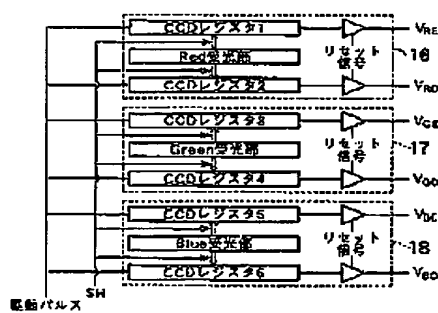 CCDレジスタ1
VRE
Red受光部
リセット
信号
16
CCDレジスタ2
VRO
CCDレジスタ3
VGE
Green受光部
リセット
信号
17
CCDレジスタ4
VGO
CCDレジスタ5
VBE
Blue受光部
リセット
信号
18
CCDレジスタ6
VBO
SH
駆動パルス